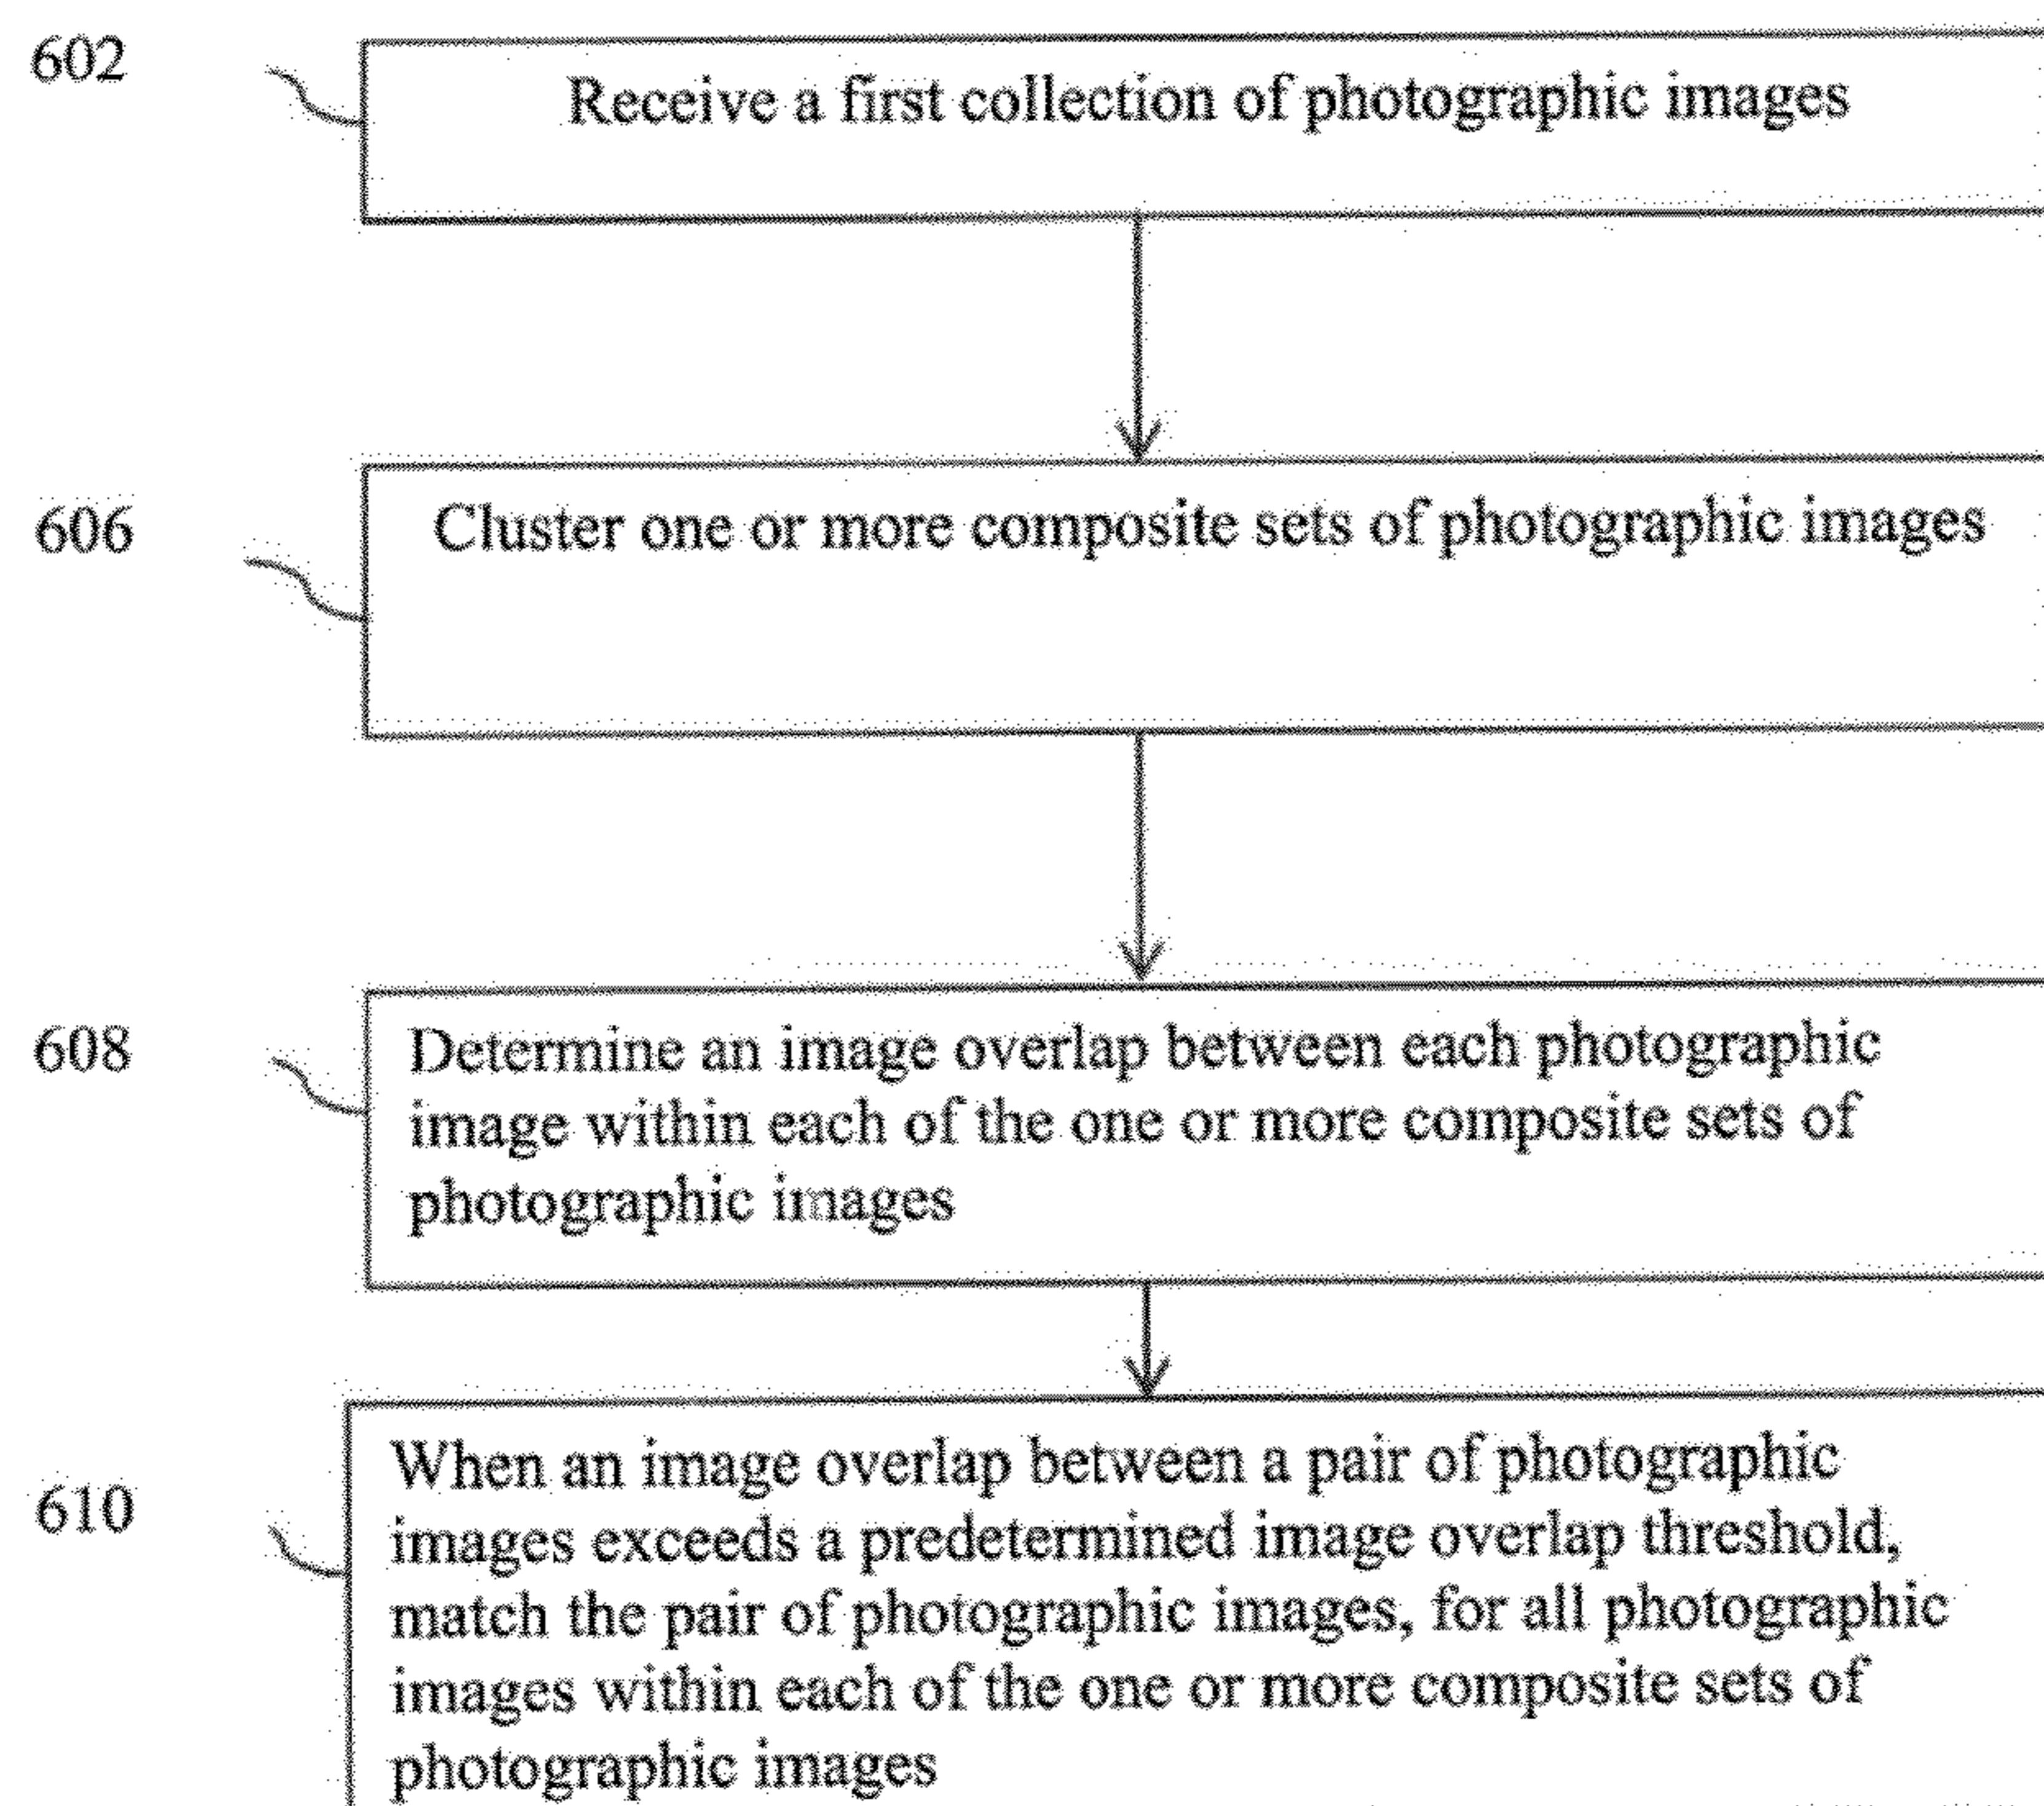 602
Receive a first collection of photographic images
606
Cluster one or more composite sets of photographic images
608
Determine an image overlap between each photographic
image within each of the one or more composite sets of
photographic images
610
When an image overlap between a pair of photographic
images exceeds a predetermined image overlap threshold,
match the pair of photographic images, for all photographic
images within each of the one or more composite sets of
photographic images